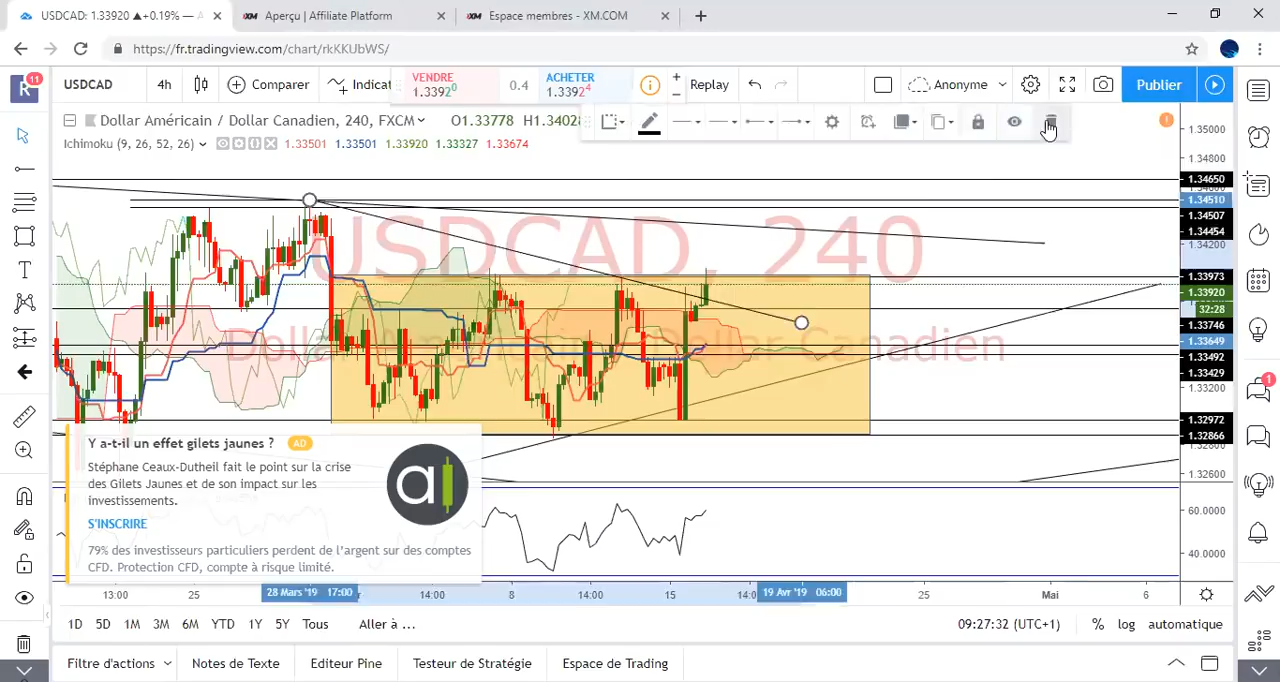 USDCAD: 1.33920 ▲+0.19% —
Aperçu | Affiliate Platform
Espace membres - XM.COM
https://fr.tradingview.com/chart/rkKKUbWS/
R
11
USDCAD
4h
Comparer
Indicat
VENDRE
1.33920
0.4
ACHETER
1.33924
Replay
Anonyme
Publier
Dollar Américain / Dollar Canadien, 240, FXCM
O1.33778 H1.3402
Ichimoku (9, 26, 52, 26)
1.33501 1.33501 1.33920 1.33327 1.33674
USDCAD, 240
Dollar Américain / Dollar Canadien
1.35000
1.34800
1.34650
1.34510
1.34507
1.34454
1.34200
1.33973
1.33920
32:28
1.33746
1.33649
1.33492
1.33429
1.33200
1.32972
1.32866
1.32600
60.0000
40.0000
Y a-t-il un effet gilets jaunes ? AD
Stéphane Ceaux-Dutheil fait le point sur la crise
des Gilets Jaunes et de son impact sur les
investissements.
S'INSCRIRE
79% des investisseurs particuliers perdent de l'argent sur des comptes
CFD. Protection CFD, compte à risque limité.
al
13:00 25 28 Mars '19 17:00 14:00 8 14:00 15 14:0 19 Avr '19 06:00 25 Mai 6
1D 5D 1M 3M 6M YTD 1Y 5Y Tous Aller à ...
09:27:32 (UTC+1)
% log automatique
Filtre d'actions
Notes de Texte
Editeur Pine
Testeur de Stratégie
Espace de Trading
1